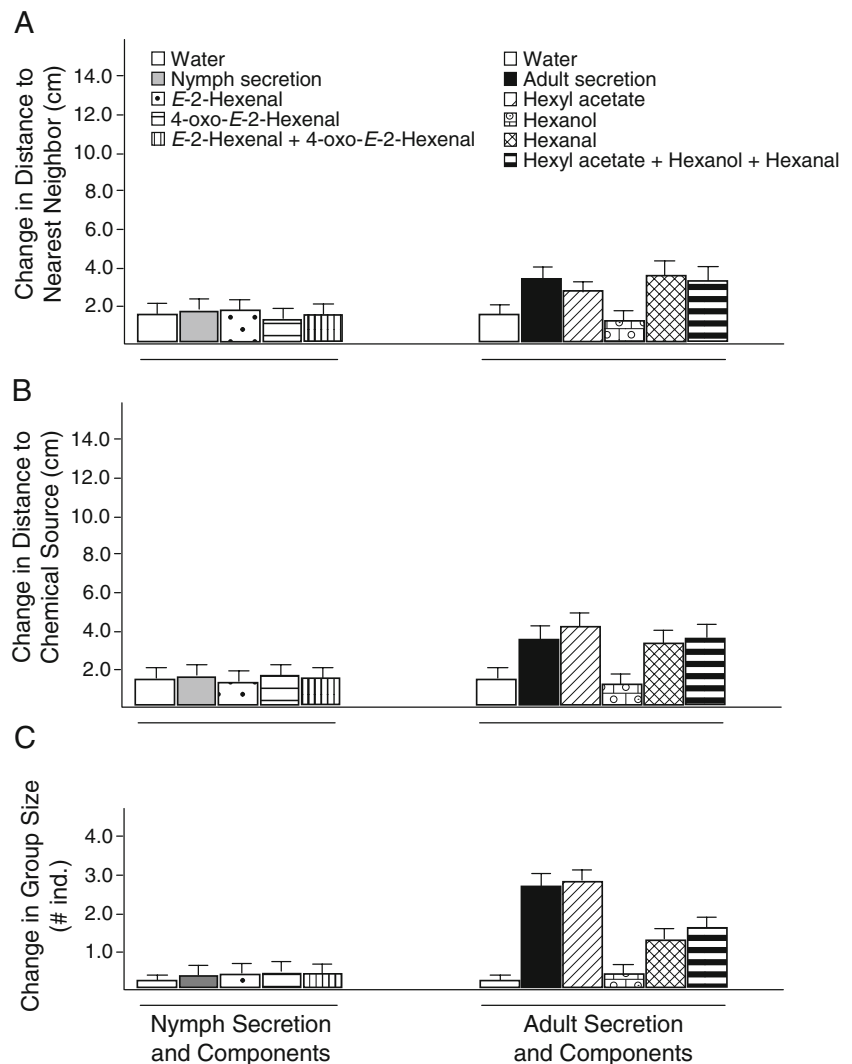 A
Change in Distance to
Nearest Neighbor (cm)
14.0
12.0
10.0
8.0
6.0
4.0
2.0
Water
Nymph secretion
E-2-Hexenal
4-oxo-E-2-Hexenal
E-2-Hexenal + 4-oxo-E-2-Hexenal
Water
Adult secretion
Hexyl acetate
Hexanol
Hexanal
Hexyl acetate + Hexanol + Hexanal
B
Change in Distance to
Chemical Source (cm)
14.0
12.0
10.0
8.0
6.0
4.0
2.0
C
Change in Group Size
(# ind.)
4.0
3.0
2.0
1.0
Nymph Secretion
and Components
Adult Secretion
and Components